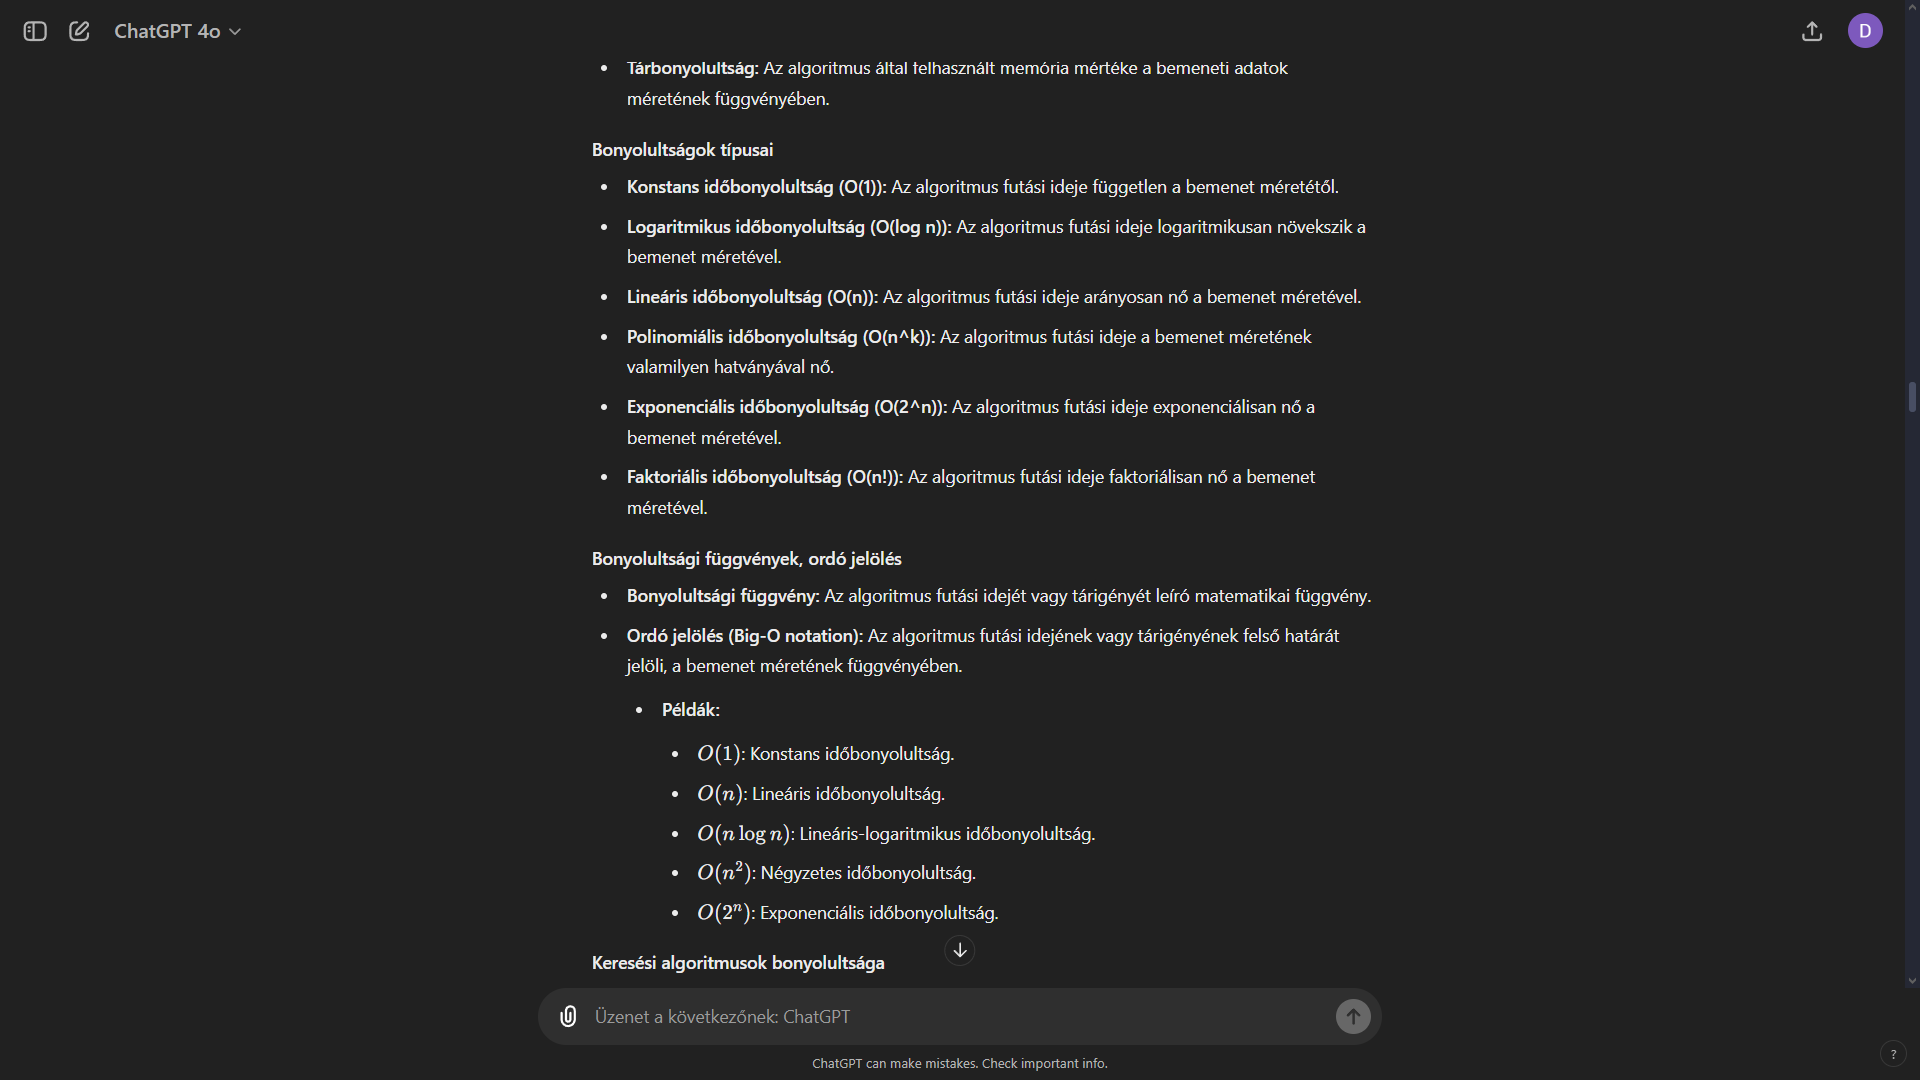 ChatGPT 4o
D
Tárbonyolultság: Az algoritmus által felhasznált memória mértéke a bemeneti adatok
méretének függvényében.
Bonyolultságok típusai
• Konstans időbonyolultság (O(1)): Az algoritmus futási ideje független a bemenet méretétől.
• Logaritmikus időbonyolultság (O(log n)): Az algoritmus futási ideje logaritmikusan növekszik a
bemenet méretével.
• Lineáris időbonyolultság (O(n)): Az algoritmus futási ideje arányosan nő a bemenet méretével.
• Polinomiális időbonyolultság (O(n^k)): Az algoritmus futási ideje a bemenet méretének
valamilyen hatványával nő.
• Exponenciális időbonyolultság (O(2^n)): Az algoritmus futási ideje exponenciálisan nő a
bemenet méretével.
• Faktoriális időbonyolultság (O(n!)): Az algoritmus futási ideje faktoriálisan nő a bemenet
méretével.
Bonyolultsági függvények, ordó jelölés
• Bonyolultsági függvény: Az algoritmus futási idejét vagy tárigényét leíró matematikai függvény.
• Ordó jelölés (Big-O notation): Az algoritmus futási idejének vagy tárigényének felső határát
jelöli, a bemenet méretének függvényében.
• Példák:
• O(1): Konstans időbonyolultság.
• O(n): Lineáris időbonyolultság.
• O(n log n): Lineáris-logaritmikus időbonyolultság.
• O(n²): Négyzetes időbonyolultság.
• O(2ⁿ): Exponenciális időbonyolultság.
Keresési algoritmusok bonyolultsága
Üzenet a következőnek: ChatGPT
ChatGPT can make mistakes. Check important info.
?